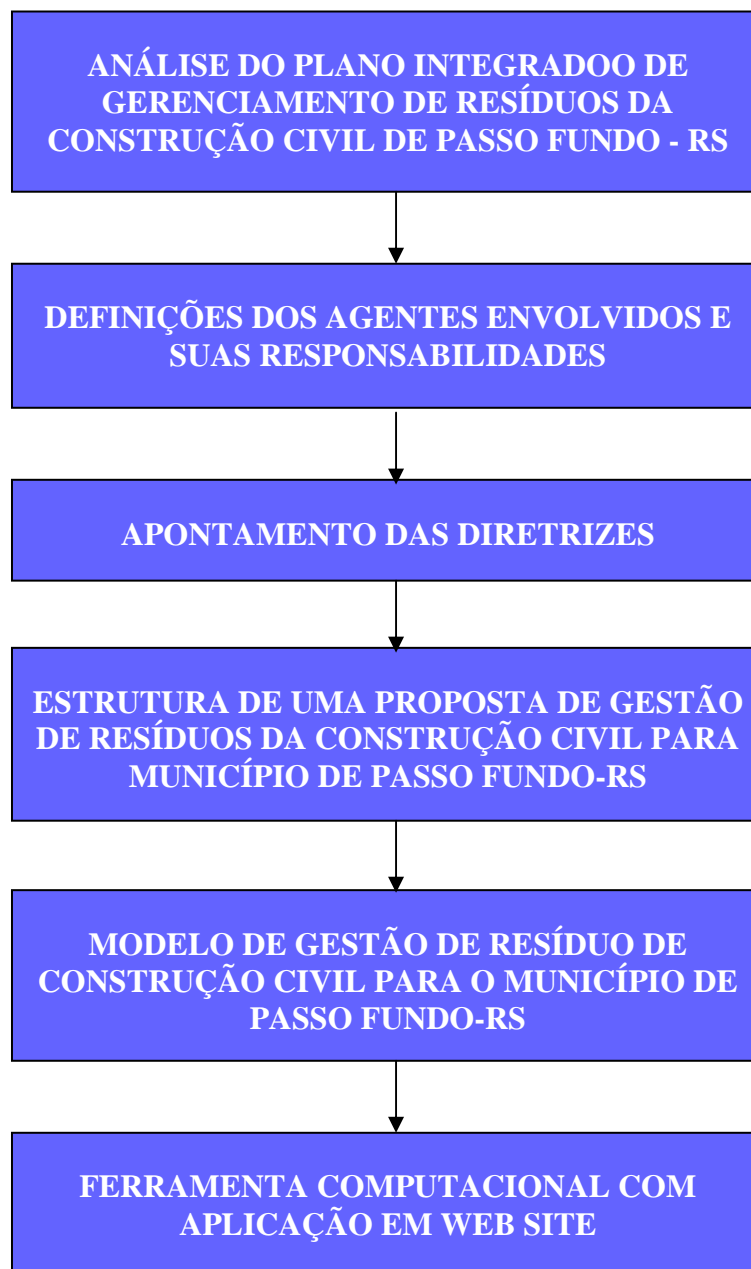 ANÁLISE DO PLANO INTEGRADOO DE
GERENCIAMENTO DE RESÍDUOS DA
CONSTRUÇÃO CIVIL DE PASSO FUNDO - RS
DEFINIÇÕES DOS AGENTES ENVOLVIDOS E
SUAS RESPONSABILIDADES
APONTAMENTO DAS DIRETRIZES
ESTRUTURA DE UMA PROPOSTA DE GESTÃO
DE RESÍDUOS DA CONSTRUÇÃO CIVIL PARA
MUNICÍPIO DE PASSO FUNDO-RS
MODELO DE GESTÃO DE RESÍDUO DE
CONSTRUÇÃO CIVIL PARA O MUNICÍPIO DE
PASSO FUNDO-RS
FERRAMENTA COMPUTACIONAL COM
APLICAÇÃO EM WEB SITE